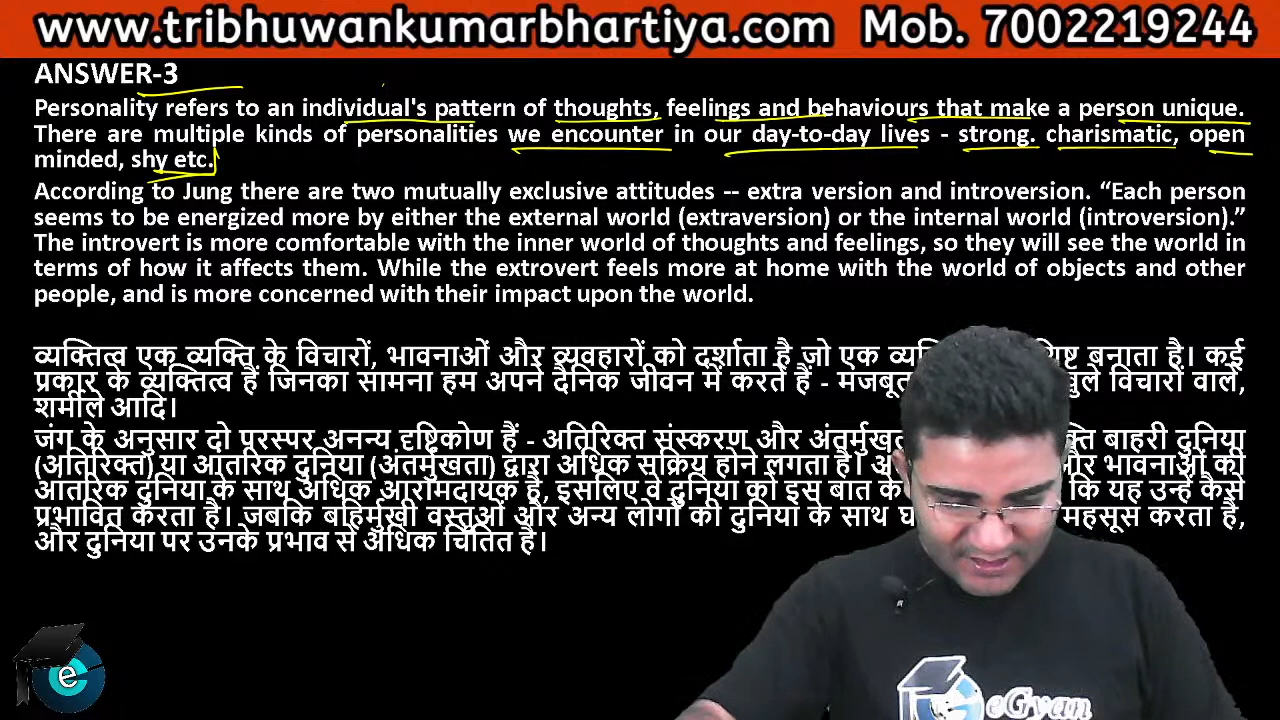 www.tribhuwankumarbhartiya.com Mob. 7002219244
ANSWER-3
Personality refers to an individual's pattern of thoughts, feelings and behaviours that make a person unique.
There are multiple kinds of personalities we encounter in our day-to-day lives - strong. charismatic, open
minded, shy etc.
According to Jung there are two mutually exclusive attitudes -- extra version and introversion. “Each person
seems to be energized more by either the external world (extraversion) or the internal world (introversion).”
The introvert is more comfortable with the inner world of thoughts and feelings, so they will see the world in
terms of how it affects them. While the extrovert feels more at home with the world of objects and other
people, and is more concerned with their impact upon the world.
व्यक्तित्व एक व्यक्ति के विचारों, भावनाओं और व्यवहारों को दर्शाता है जो एक बनाता है। कई
प्रकार के व्यक्तित्व हैं जिनका सामना हम अपने दैनिक जीवन में करते हैं - विचारों वाले,
शर्मीले आदि।
जंग के अनुसार दो परस्पर अनन्य दृष्टिकोण हैं - अतिरिक्त संस्करण और बाहरी दुनिया
(अतिरिक्त) या आंतरिक दुनिया (अंतर्मुखता) द्वारा अधिक सक्रिय होने लगता है। और भावनाओं की
आंतरिक दुनिया के साथ अधिक आरामदायक है, इसलिए वे दुनिया को इस बात के कि यह उन्हें कैसे
प्रभावित करता है। जबकि बहिर्मुखी वस्तुओं और अन्य लोगों की दुनिया के साथ महसूस करता है,
और दुनिया पर उनके प्रभाव से अधिक चिंतित है।
e
eGyan